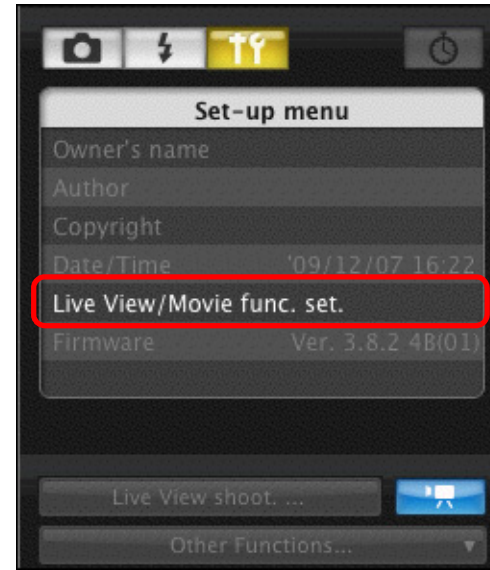 Set-up menu
Owner's name
Author
Copyright
Date/Time '09/12/07 16:22
Live View/Movie func. set.
Firmware Ver. 3.8.2 4B(01)
Live View shoot. ...
Other Functions...